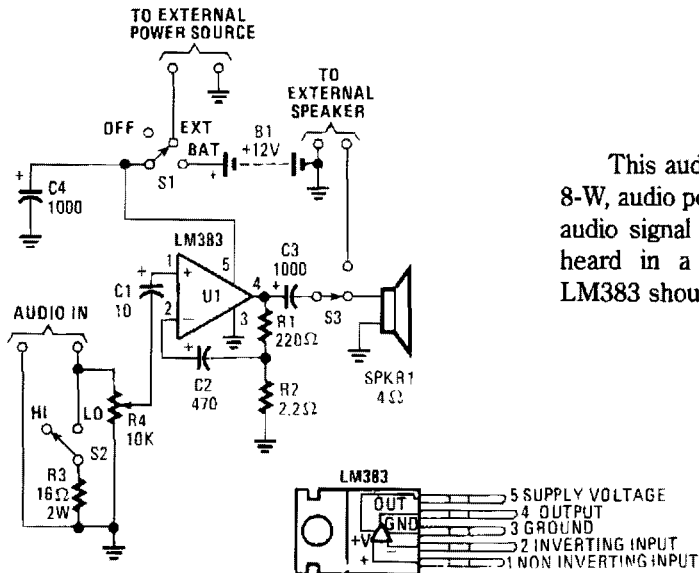 TO EXTERNAL
POWER SOURCE
TO
EXTERNAL
SPEAKER
OFF
EXT
BAT
B1
+12V
+
S1
+
C4
1000
LM383
C3
1000
+
1
+
5
4
U1
C1
10
+
2
−
3
R1
220Ω
S3
AUDIO IN
+
C2
470
R2
2.2Ω
SPKR1
4Ω
HI
LO
R4
10K
S2
R3
16Ω
2W
LM383
OUT
GND
+V
−
+
5 SUPPLY VOLTAGE
4 OUTPUT
3 GROUND
2 INVERTING INPUT
1 NON INVERTING INPUT
This aud
8-W, audio po
audio signal
heard in a
LM383 shou